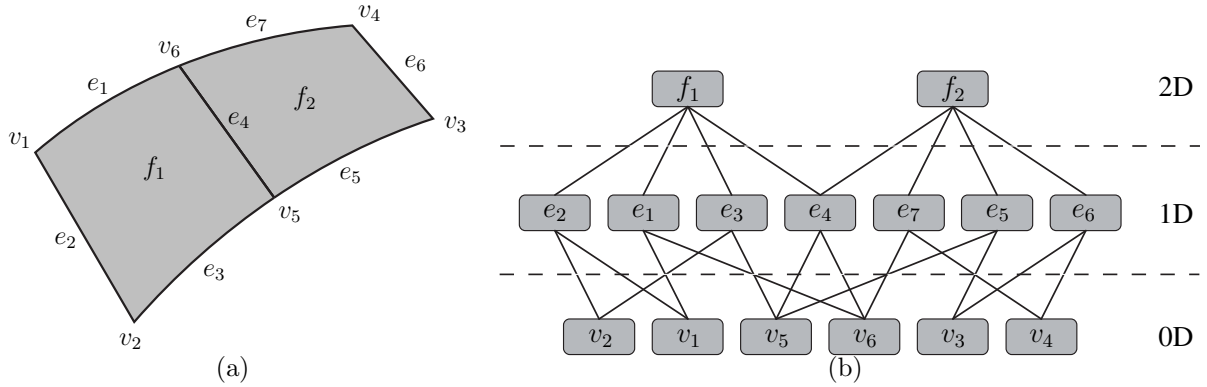 e7
v4
v6
e1
e6
f2
e4
v3
v1
f1
e5
v5
e2
e3
v2
(a)
f1 f2 2D
e2 e1 e3 e4 e7 e5 e6 1D
v2 v1 v5 v6 v3 v4 0D
(b)